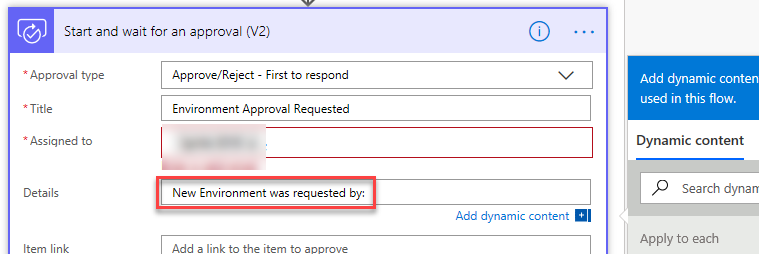 Start and wait for an approval (V2)
* Approval type
Approve/Reject - First to respond
* Title
Environment Approval Requested
* Assigned to
Details
New Environment was requested by:
Add dynamic content
Item link
Add a link to the item to approve
Add dynamic conten
used in this flow.
Dynamic content
Search dynam
Apply to each